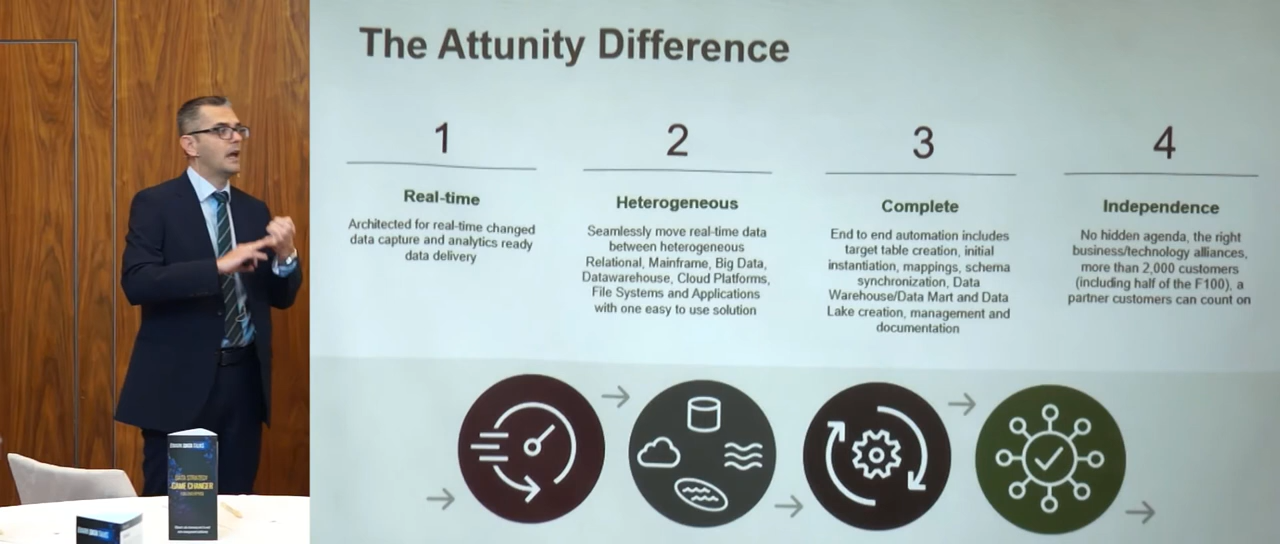 The Attunity Difference
1
Real-time
Architected for real-time changed
data capture and analytics ready
data delivery
2
Heterogeneous
Seamlessly move real-time data
between heterogeneous
Relational, Mainframe, Big Data,
Datawarehouse, Cloud Platforms,
File Systems and Applications
with one easy to use solution
3
Complete
End to end automation includes
target table creation, initial
instantiation, mappings, schema
synchronization, Data
Warehouse/Data Mart and Data
Lake creation, management and
documentation
4
Independence
No hidden agenda, the right
business/technology alliances,
more than 2,000 customers
(including half of the F100), a
partner customers can count on
DATA STRATEGY
GAME CHANGER